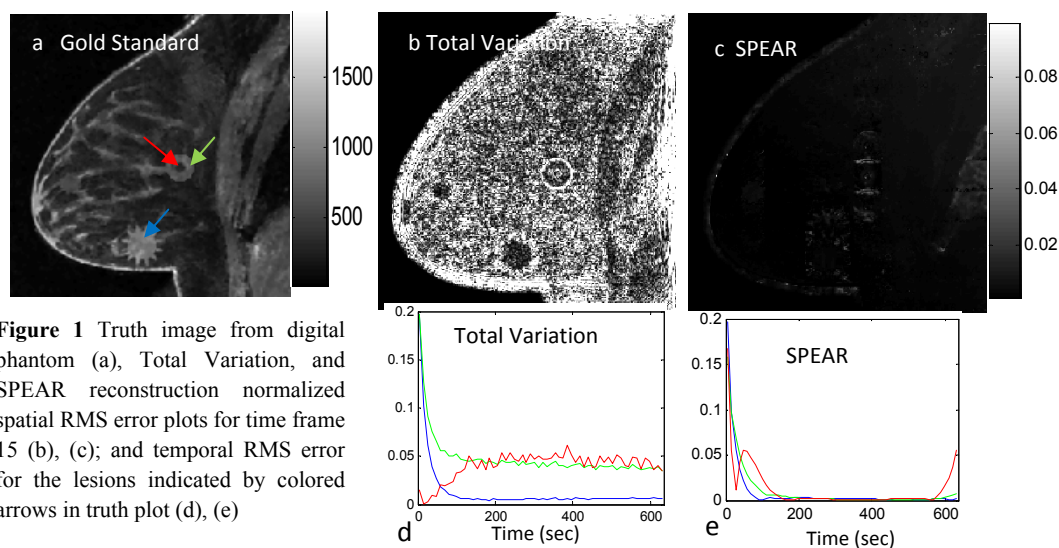 a Gold Standard
1500
1000
500
b Total Variation
c SPEAR
0.08
0.06
0.04
0.02
Figure 1 Truth image from digital
phantom (a), Total Variation, and
SPEAR reconstruction normalized
spatial RMS error plots for time frame
15 (b), (c); and temporal RMS error
for the lesions indicated by colored
arrows in truth plot (d), (e)
0.2
0.15
0.1
0.05
0
Total Variation
0 200 400 600
d Time (sec)
0.2
0.15
0.1
0.05
0
SPEAR
0 200 400 600
e Time (sec)